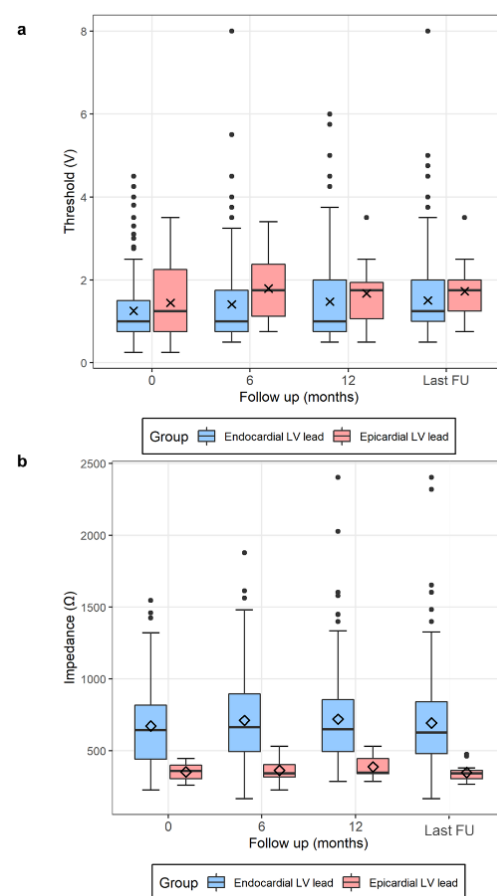 a
8
6
4
2
0
Threshold (V)
0 6 12 Last FU
Follow up (months)
Group Endocardial LV lead Epicardial LV lead
b
2500
2000
1500
1000
500
Impedance (Ω)
0 6 12 Last FU
Follow up (months)
Group Endocardial LV lead Epicardial LV lead